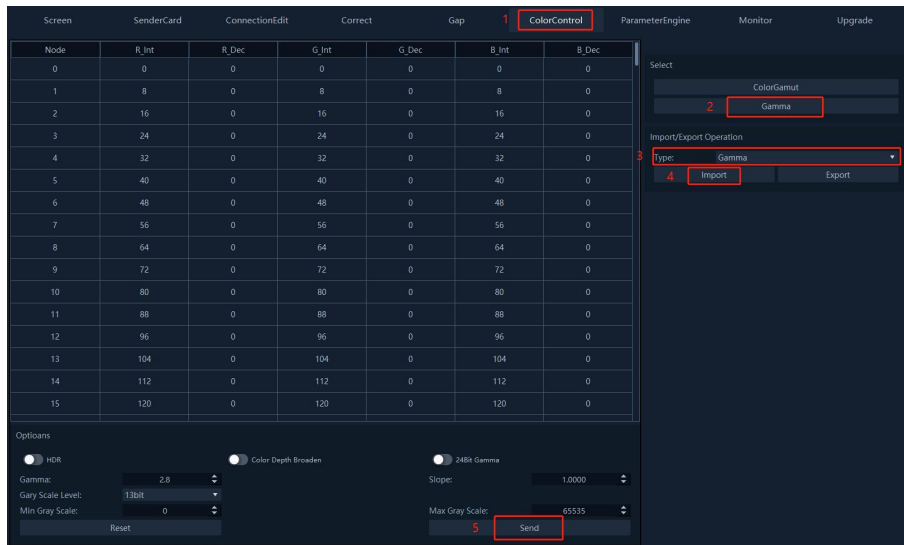 Screen SenderCard ConnectionEdit Correct Gap 1 ColorControl ParameterEngine Monitor Upgrade
Node R_Int R_Dec G_Int G_Dec B_Int B_Dec
0 0 0 0 0 0 0
1 8 0 8 0 8 0
2 16 0 16 0 16 0
3 24 0 24 0 24 0
4 32 0 32 0 32 0
5 40 0 40 0 40 0
6 48 0 48 0 48 0
7 56 0 56 0 56 0
8 64 0 64 0 64 0
9 72 0 72 0 72 0
10 80 0 80 0 80 0
11 88 0 88 0 88 0
12 96 0 96 0 96 0
13 104 0 104 0 104 0
14 112 0 112 0 112 0
15 120 0 120 0 120 0
Select
ColorGamut
2 Gamma
Import/Export Operation
3 Type: Gamma
4 Import Export
Optioans
HDR Color Depth Broaden 24Bit Gamma
Gamma: 2.8 Slope: 1.0000
Gary Scale Level: 13bit
Min Gray Scale: 0 Max Gray Scale: 65535
Reset 5 Send